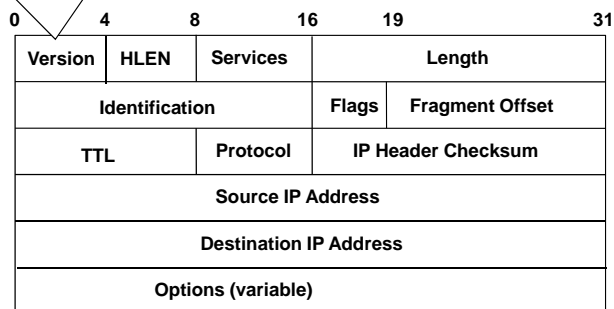 0 4 8 16 19 31
Version HLEN Services Length
Identification Flags Fragment Offset
TTL Protocol IP Header Checksum
Source IP Address
Destination IP Address
Options (variable)